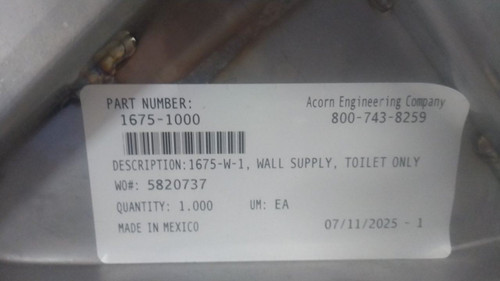 PART NUMBER: Acorn Engineering Company
1675-1000 800-743-8259
DESCRIPTION:1675-W-1, WALL SUPPLY, TOILET ONLY
WO#: 5820737
QUANTITY: 1.000 UM: EA
MADE IN MEXICO 07/11/2025 - 1